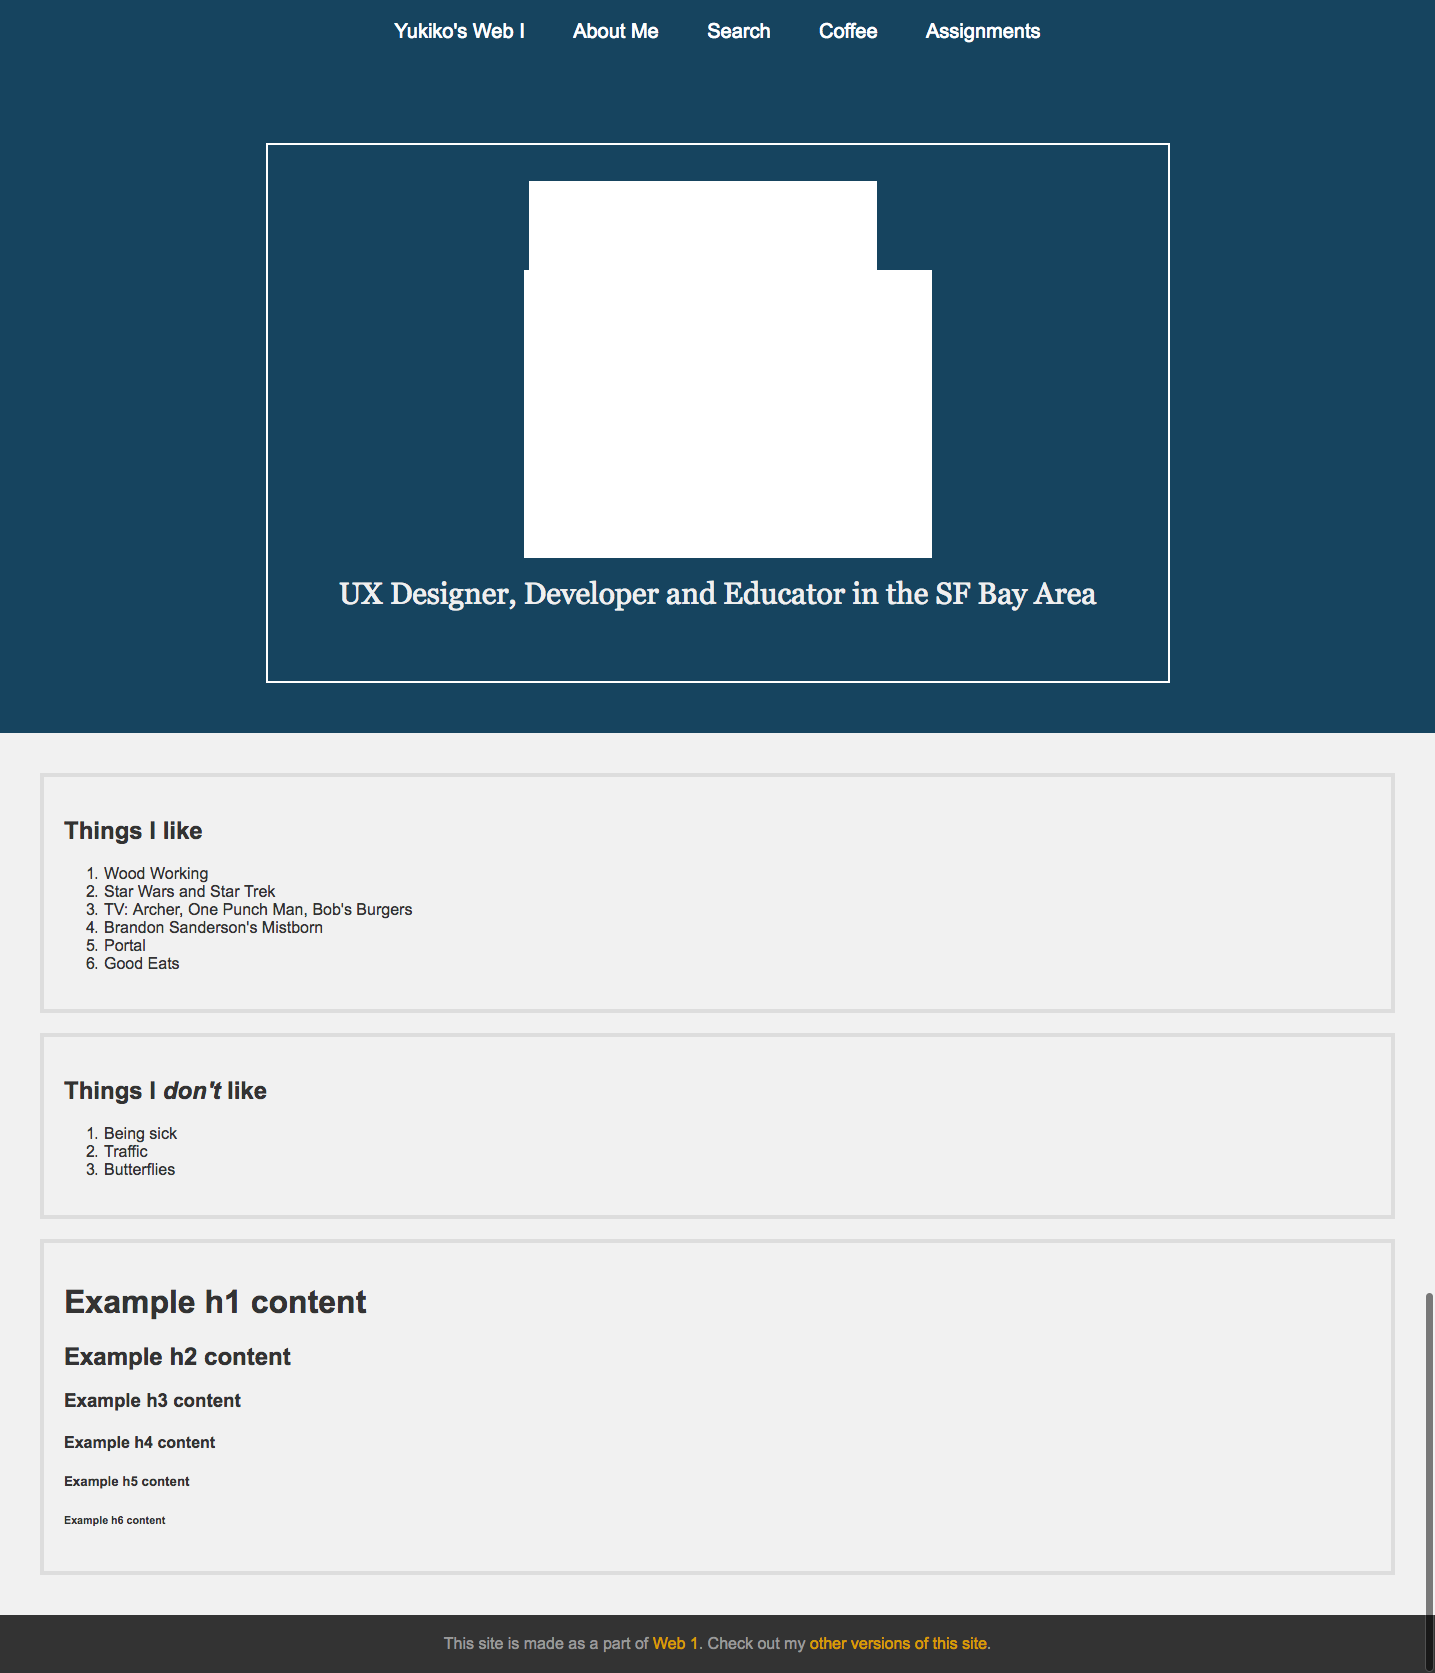 Yukiko's Web I About Me Search Coffee Assignments
UX Designer, Developer and Educator in the SF Bay Area
Things I like
1. Wood Working
2. Star Wars and Star Trek
3. TV: Archer, One Punch Man, Bob's Burgers
4. Brandon Sanderson's Mistborn
5. Portal
6. Good Eats
Things I don't like
1. Being sick
2. Traffic
3. Butterflies
Example h1 content
Example h2 content
Example h3 content
Example h4 content
Example h5 content
Example h6 content
This site is made as a part of Web 1. Check out my other versions of this site.